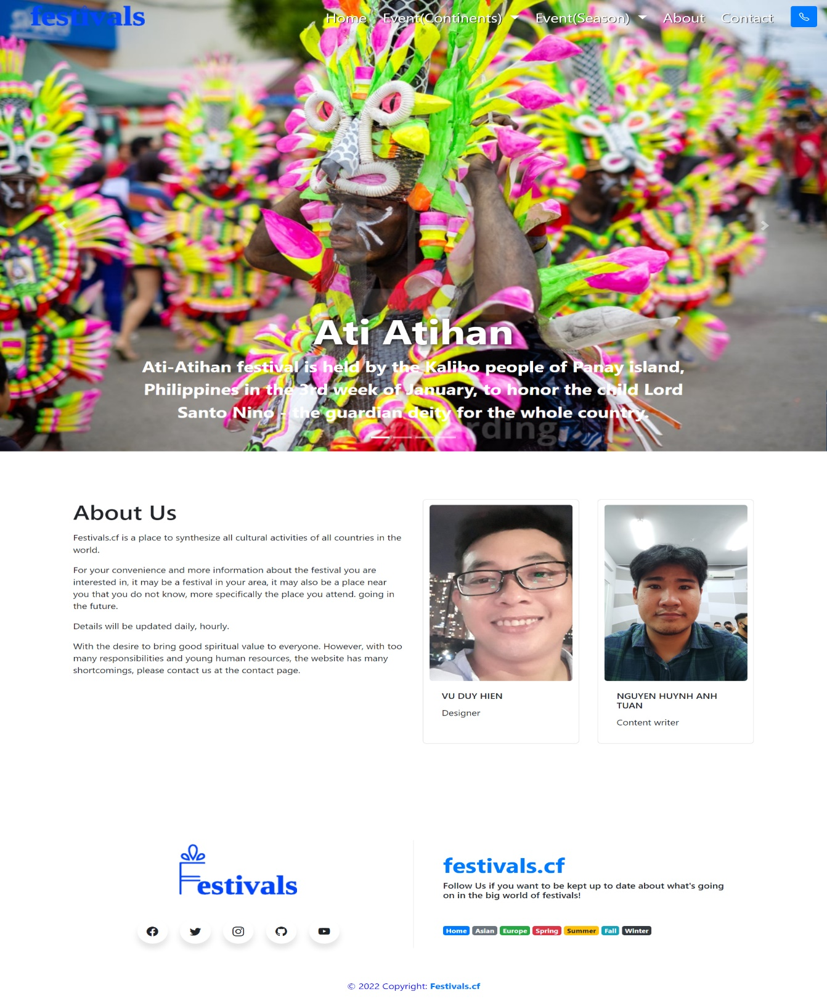 festivals
Home Event(Continents) Event(Season) About Contact
Ati Atihan
Ati-Atihan festival is held by the Kalibo people of Panay island,
Philippines in the 3rd week of January, to honor the child Lord
Santo Nino - the guardian deity for the whole country.
About Us
Festivals.cf is a place to synthesize all cultural activities of all countries in the
world.
For your convenience and more information about the festival you are
interested in, it may be a festival in your area, it may also be a place near
you that you do not know, more specifically the place you attend. going in
the future.
Details will be updated daily, hourly.
With the desire to bring good spiritual value to everyone. However, with too
many responsibilities and young human resources, the website has many
shortcomings, please contact us at the contact page.
VU DUY HIEN
Designer
NGUYEN HUYNH ANH
TUAN
Content writer
Festivals
festivals.cf
Follow Us if you want to be kept up to date about what's going
on in the big world of festivals!
Home Asian Europe Spring Summer Fall Winter
© 2022 Copyright: Festivals.cf